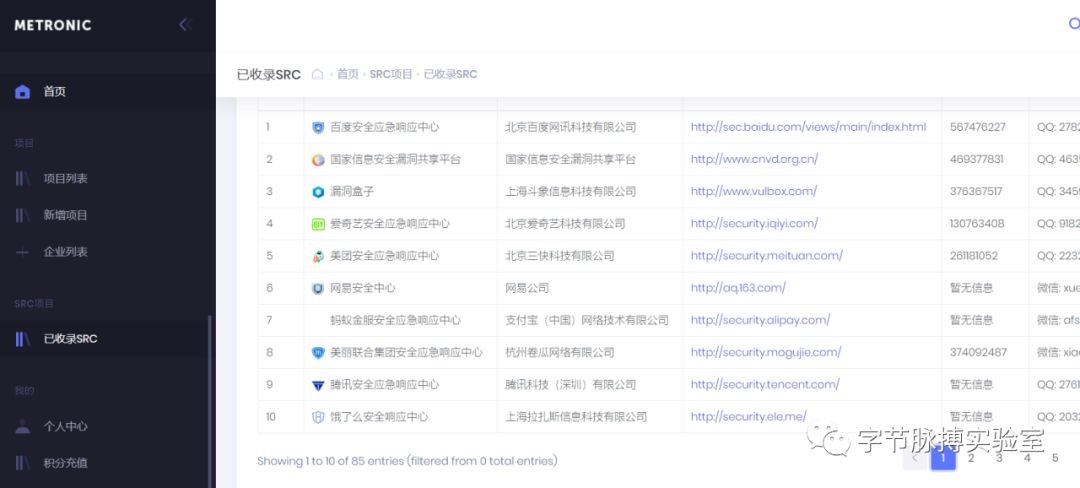 METRONIC
首页
项目
项目列表
新增项目
企业列表
SRC项目
已收录SRC
我的
个人中心
积分充值
已收录SRC 首页 SRC项目 已收录SRC
1 百度安全应急响应中心 北京百度网讯科技有限公司 http://sec.baidu.com/views/main/index.html 567476227 QQ: 2782
2 国家信息安全漏洞共享平台 国家信息安全漏洞共享平台 http://www.cnvd.org.cn/ 469377831 QQ: 463
3 漏洞盒子 上海斗象信息科技有限公司 http://www.vulbox.com/ 376367517 QQ: 345
4 爱奇艺安全应急响应中心 北京爱奇艺科技有限公司 http://security.iqiyi.com/ 130763408 QQ: 9182
5 美团安全应急响应中心 北京三快科技有限公司 http://security.meituan.com/ 261181052 QQ: 223
6 网易安全中心 网易公司 http://aq.163.com/ 暂无信息 微信: xue
7 蚂蚁金服安全应急响应中心 支付宝（中国）网络技术有限公司 http://security.alipay.com/ 暂无信息 微信: afs
8 美丽联合集团安全应急响应中心 杭州卷瓜网络有限公司 http://security.mogujie.com/ 374092487 微信: xia
9 腾讯安全应急响应中心 腾讯科技（深圳）有限公司 http://security.tencent.com/ 暂无信息 QQ: 2761
10 饿了么安全响应中心 上海拉扎斯信息科技有限公司 http://security.ele.me/ 暂无信息 QQ: 203
字节脉搏实验室
Showing 1 to 10 of 85 entries (filtered from 0 total entries)
1 2 3 4 5